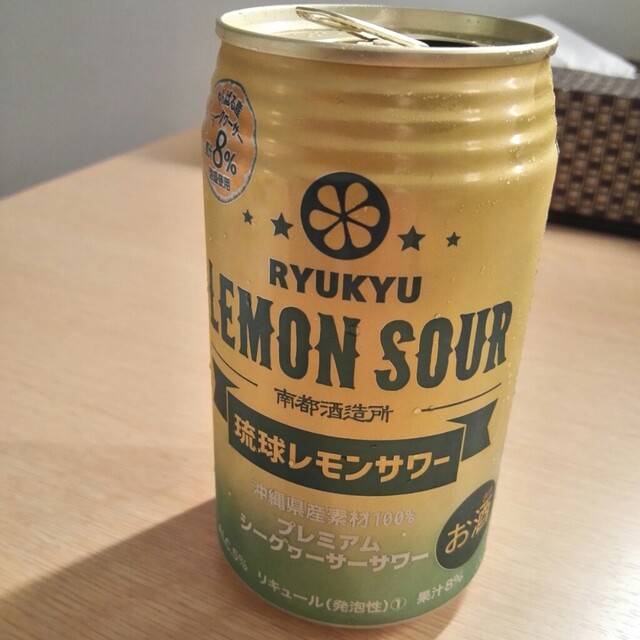 8%
RYUKYU
LEMON SOUR
南都酒造所
琉球レモンサワー
沖縄県産素材100%
プレミアム
シークヮーサーサワー
お酒
リキュール(発泡性)① 果汁8%